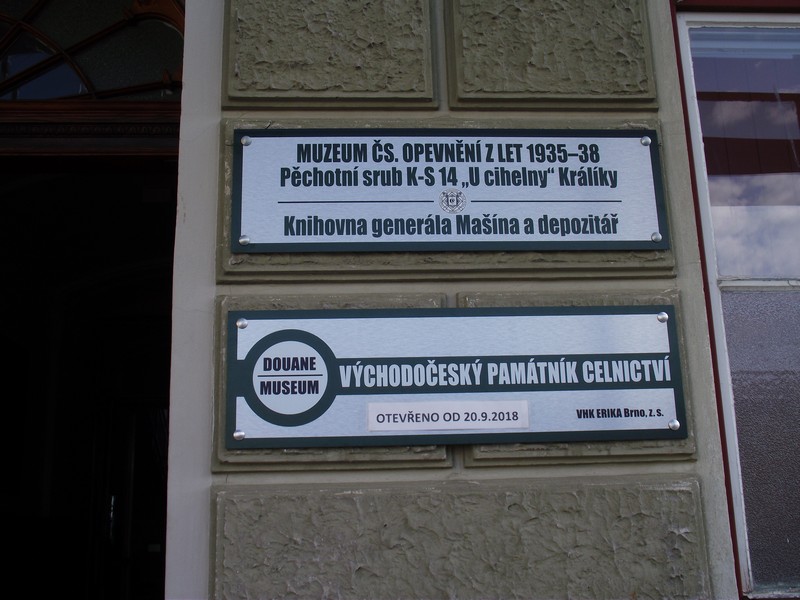 MUZEUM ČS. OPEVNĚNÍ Z LET 1935–38
Pěchotní srub K-S 14 „U cihelny“ Králíky
Knihovna generála Mašína a depozitář
DOUANE
MUSEUM
VÝCHODOČESKÝ PAMÁTNÍK CELNICTVÍ
OTEVŘENO OD 20.9.2018
VHK ERIKA Brno, z.s.